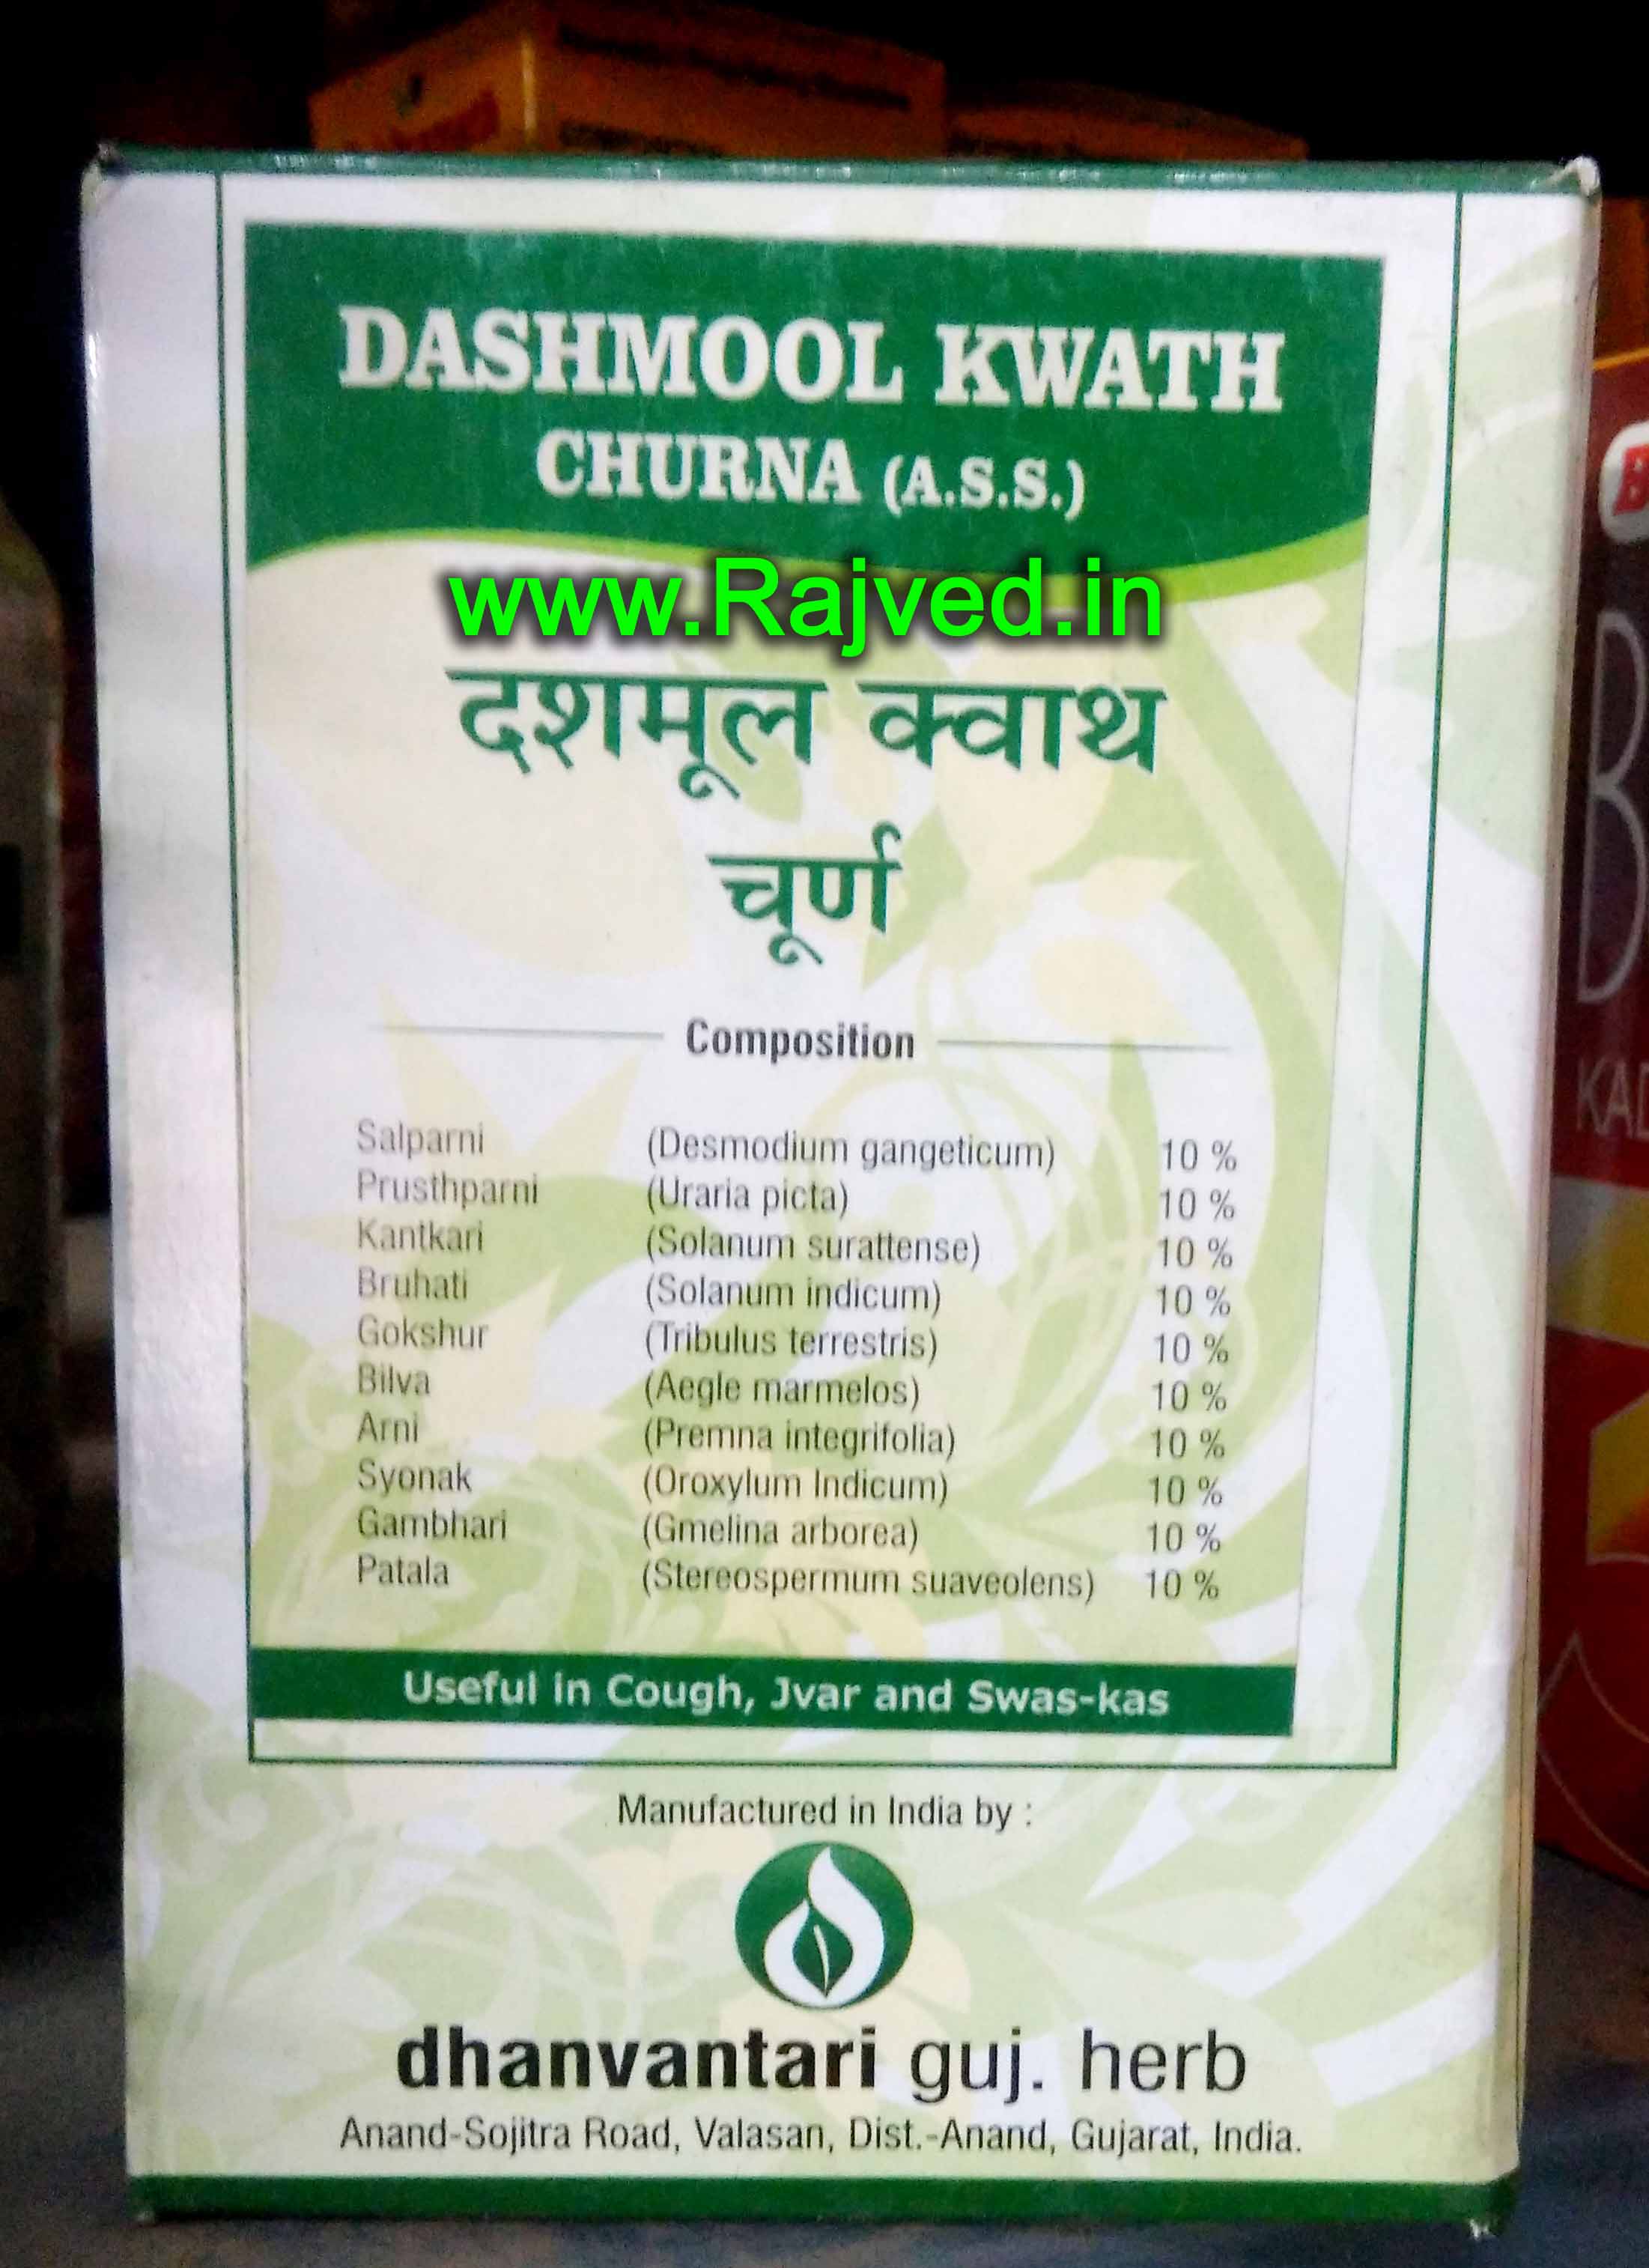 DASHMOOL KWATH
CHURNA (A.S.S.)
www.Rajved.in
दशमूल क्वाथ
चूर्ण
Composition
Salparni (Desmodium gangeticum) 10 %
Prusthparni (Uraria picta) 10 %
Kantkari (Solanum surattense) 10 %
Bruhati (Solanum indicum) 10 %
Gokshur (Tribulus terrestris) 10 %
Bilva (Aegle marmelos) 10 %
Arni (Premna integrifolia) 10 %
Syonak (Oroxylum Indicum) 10 %
Gambhari (Gmelina arborea) 10 %
Patala (Stereospermum suaveolens) 10 %
Useful in Cough, Jvar and Swas-kas
Manufactured in India by :
dhanvantari guj. herb
Anand-Sojitra Road, Valasan, Dist.-Anand, Gujarat, India.